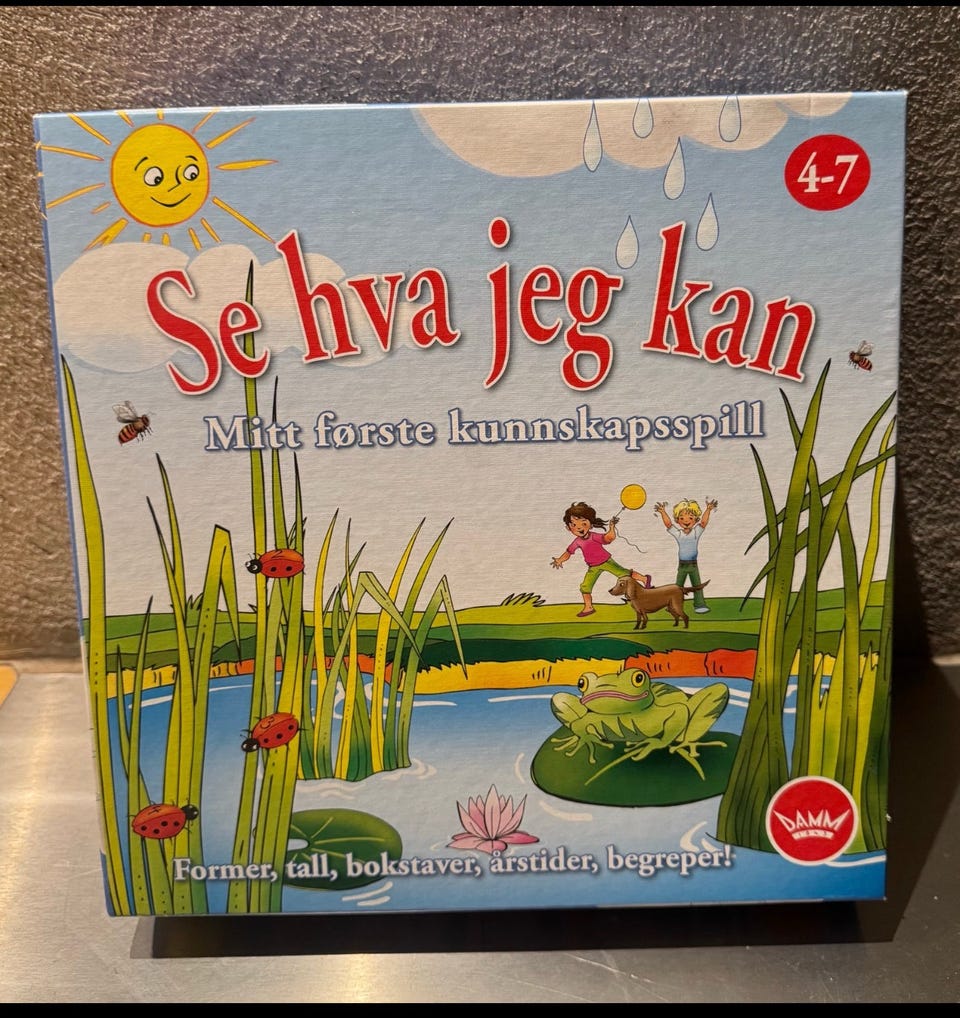 4-7
Se hva jeg kan
Mitt første kunnskapsspill
DAMM
Former, tall, bokstaver, årstider, begreper!